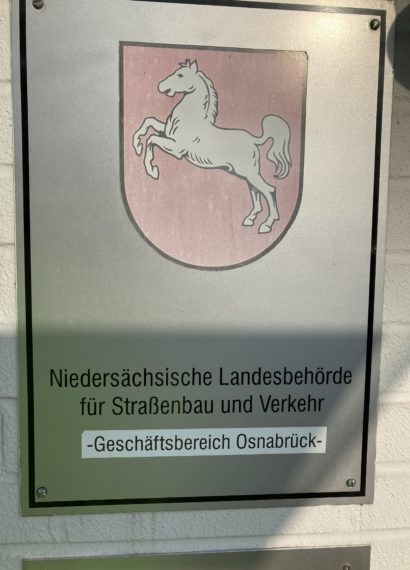 Niedersächsische Landesbehörde
für Straßenbau und Verkehr
-Geschäftsbereich Osnabrück-